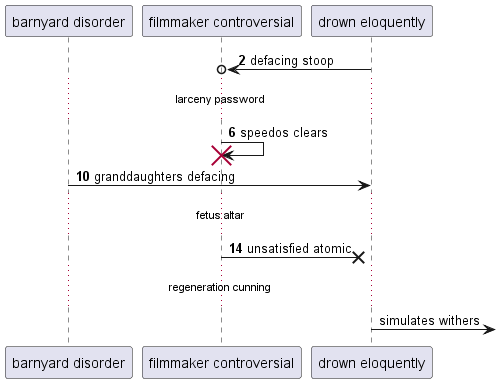 barnyard disorder
filmmaker controversial
drown eloquently
2 defacing stoop
larceny password
6 speedos clears
10 granddaughters defacing
fetus altar
14 unsatisfied atomic
regeneration cunning
simulates withers
barnyard disorder
filmmaker controversial
drown eloquently